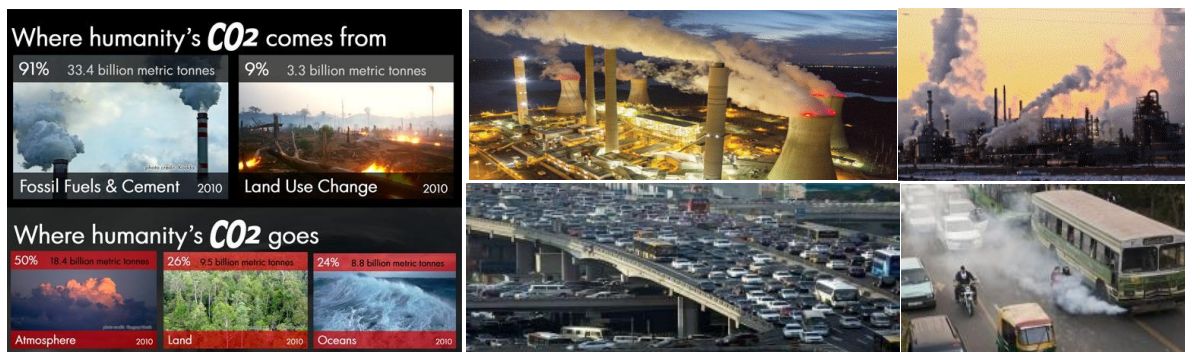 Where humanity's CO2 comes from
91% 33.4 billion metric tonnes
9% 3.3 billion metric tonnes
Fossil Fuels & Cement 2010
Land Use Change 2010
Where humanity's CO2 goes
50% 18.4 billion metric tonnes
26% 9.5 billion metric tonnes
24% 8.8 billion metric tonnes
Atmosphere 2010
Land 2010
Oceans 2010